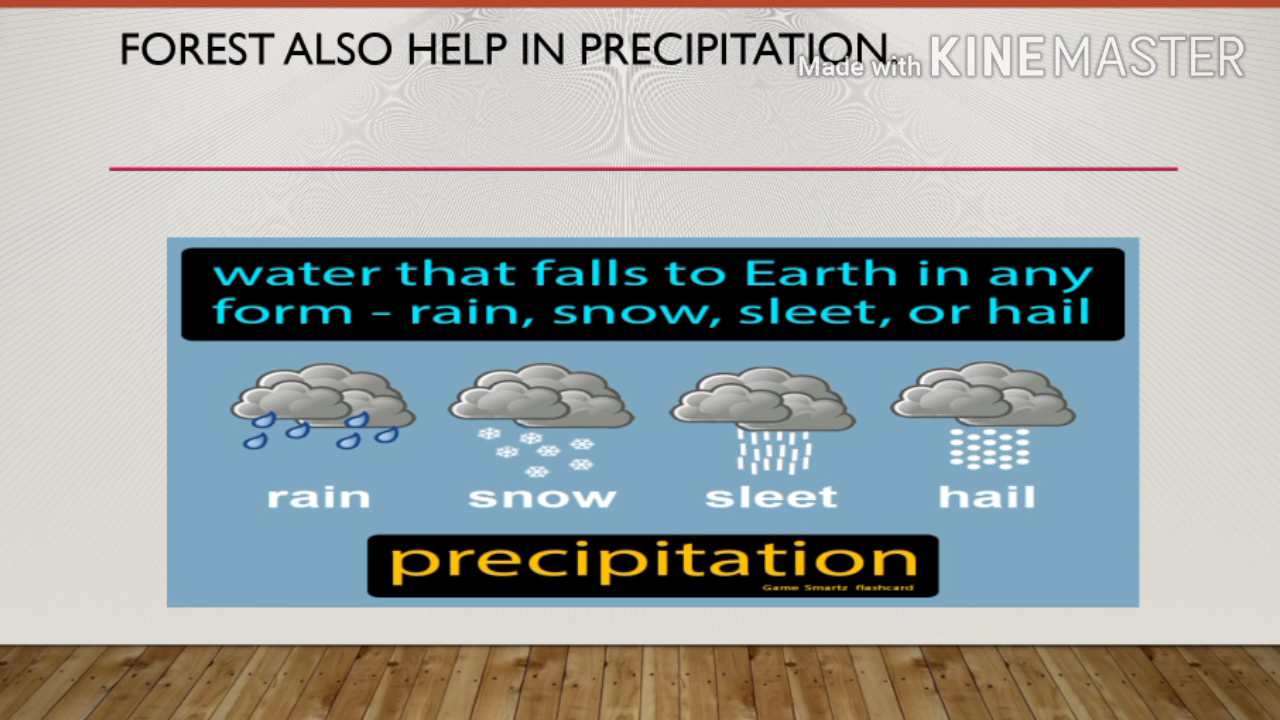 FOREST ALSO HELP IN PRECIPITATION..
Made with KINEMASTER
water that falls to Earth in any
form - rain, snow, sleet, or hail
rain snow sleet hail
precipitation
Game Smartz flashcard